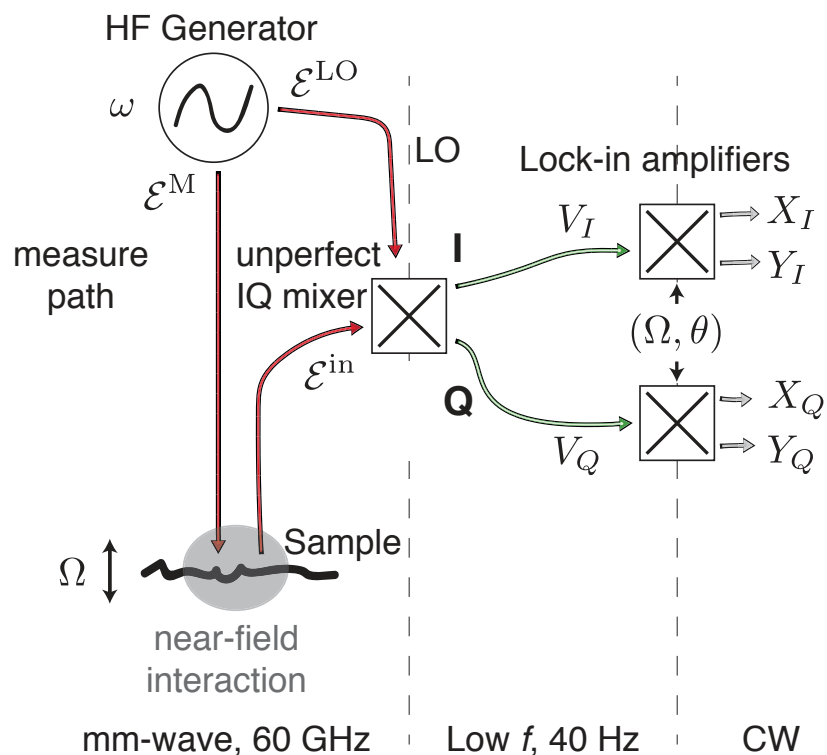 HF Generator
ω
ℰ^LO
LO
ℰ^M
measure
path
unperfect
IQ mixer
ℰ^in
I
Q
Lock-in amplifiers
V_I
V_Q
X_I
Y_I
(Ω, θ)
X_Q
Y_Q
Ω
Sample
near-field
interaction
mm-wave, 60 GHz
Low f, 40 Hz
CW